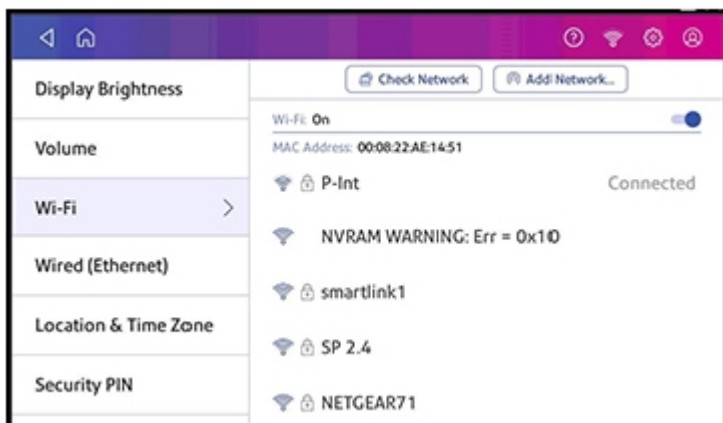 Display Brightness
Volume
Wi-Fi
Wired (Ethernet)
Location & Time Zone
Security PIN
Check Network
Add Network...
Wi-Fi: On
MAC Address: 00:08:22:AE:14:51
P-Int Connected
NVRAM WARNING: Err = 0x10
smartlink1
SP 2.4
NETGEAR71